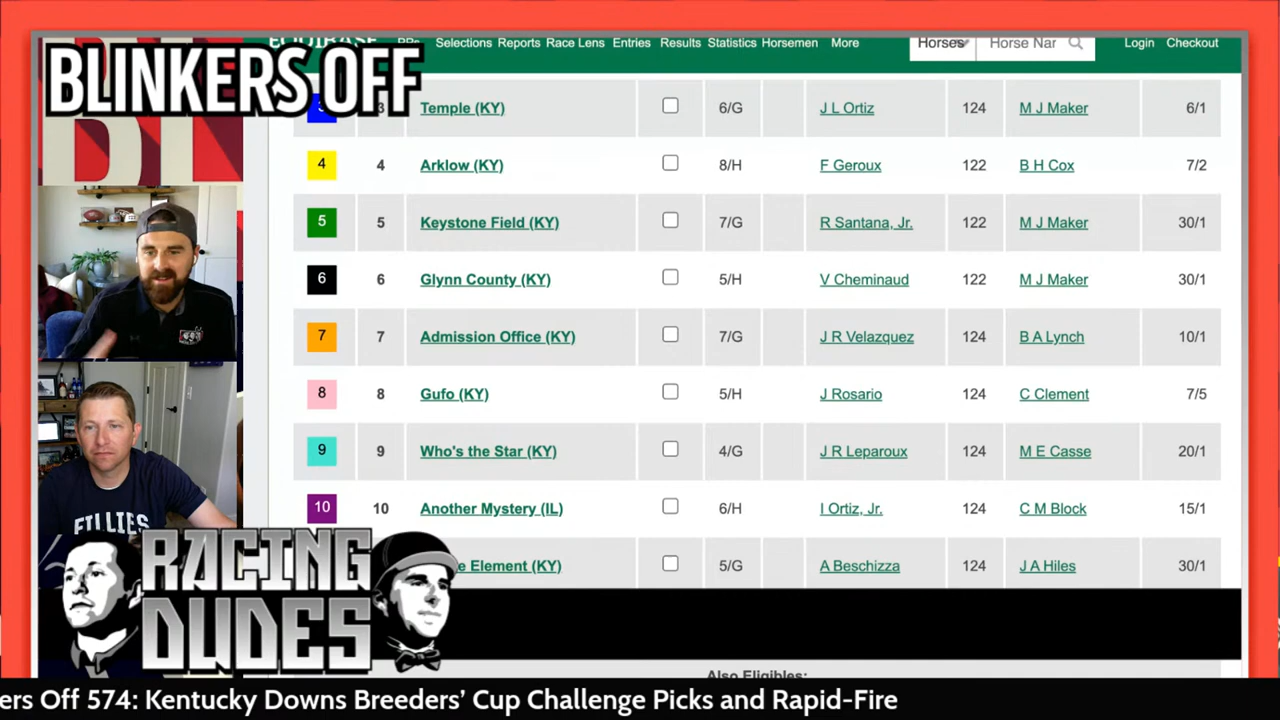 BLINKERS OFF
EQUIBASE PPs Selections Reports Race Lens Entries Results Statistics Horsemen More Horses Horse Nar Login Checkout
3 Temple (KY) 6/G J L Ortiz 124 M J Maker 6/1
4 4 Arklow (KY) 8/H F Geroux 122 B H Cox 7/2
5 5 Keystone Field (KY) 7/G R Santana, Jr. 122 M J Maker 30/1
6 6 Glynn County (KY) 5/H V Cheminaud 122 M J Maker 30/1
7 7 Admission Office (KY) 7/G J R Velazquez 124 B A Lynch 10/1
8 8 Gufo (KY) 5/H J Rosario 124 C Clement 7/5
9 9 Who's the Star (KY) 4/G J R Leparoux 124 M E Casse 20/1
10 10 Another Mystery (IL) 6/H I Ortiz, Jr. 124 C M Block 15/1
Element (KY) 5/G A Beschizza 124 J A Hiles 30/1
FILLIES
RACING
DUDES
Also Eligibles:
ers Off 574: Kentucky Downs Breeders' Cup Challenge Picks and Rapid-Fire